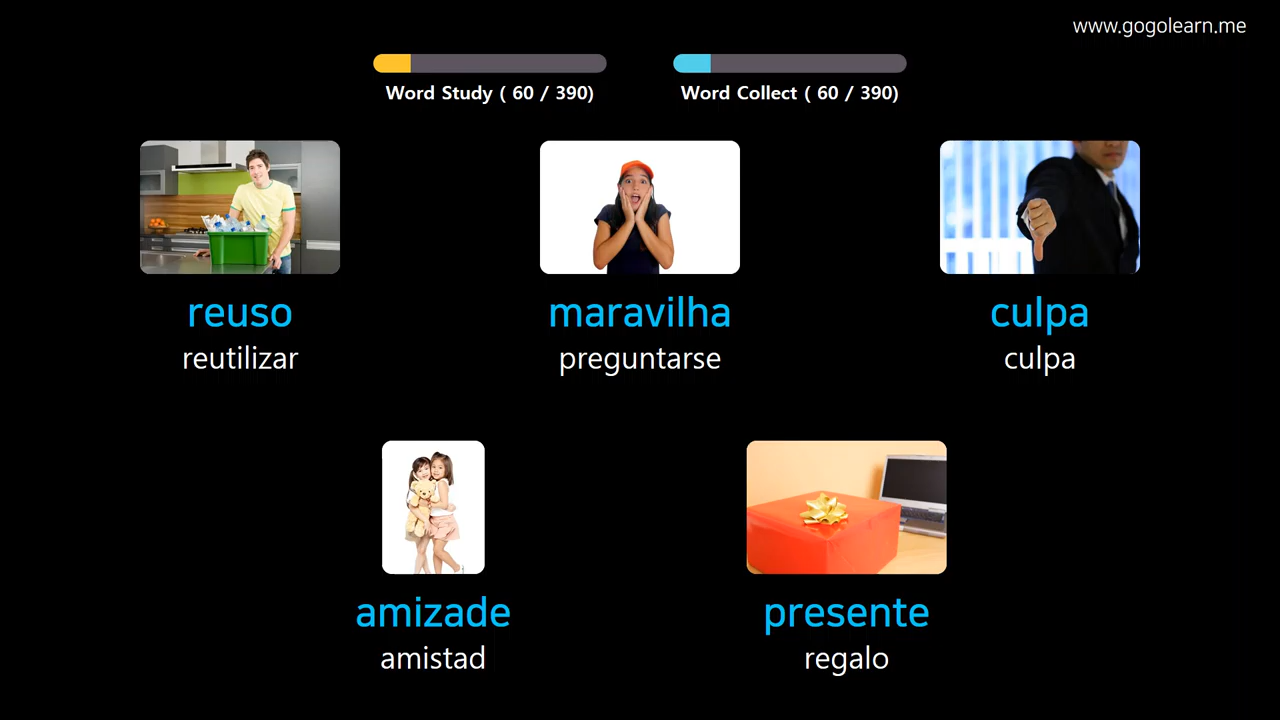 www.gogolearn.me
Word Study ( 60 / 390)
Word Collect ( 60 / 390)
reuso
reutilizar
maravilha
preguntarse
culpa
culpa
amizade
amistad
presente
regalo